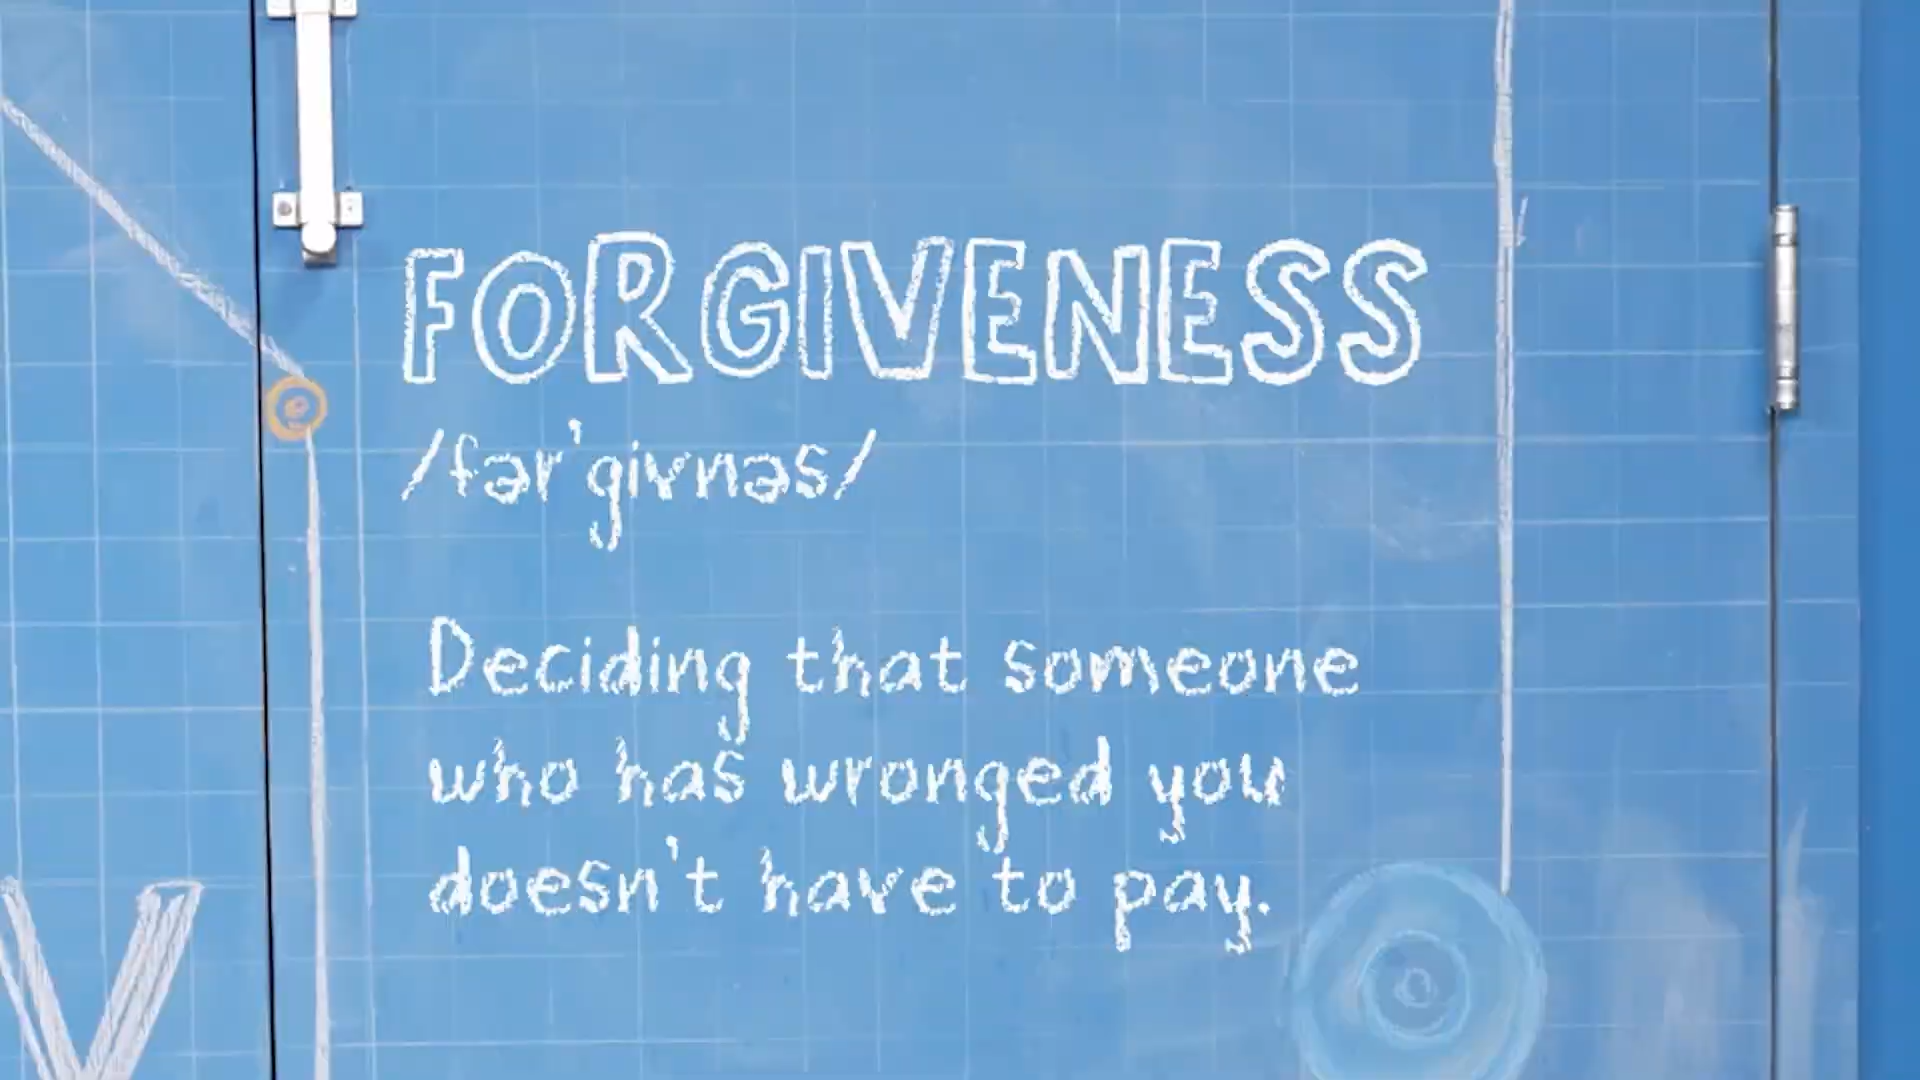 FORGIVENESS
/fər'givnəs/
Deciding that someone
who has wronged you
doesn't have to pay.